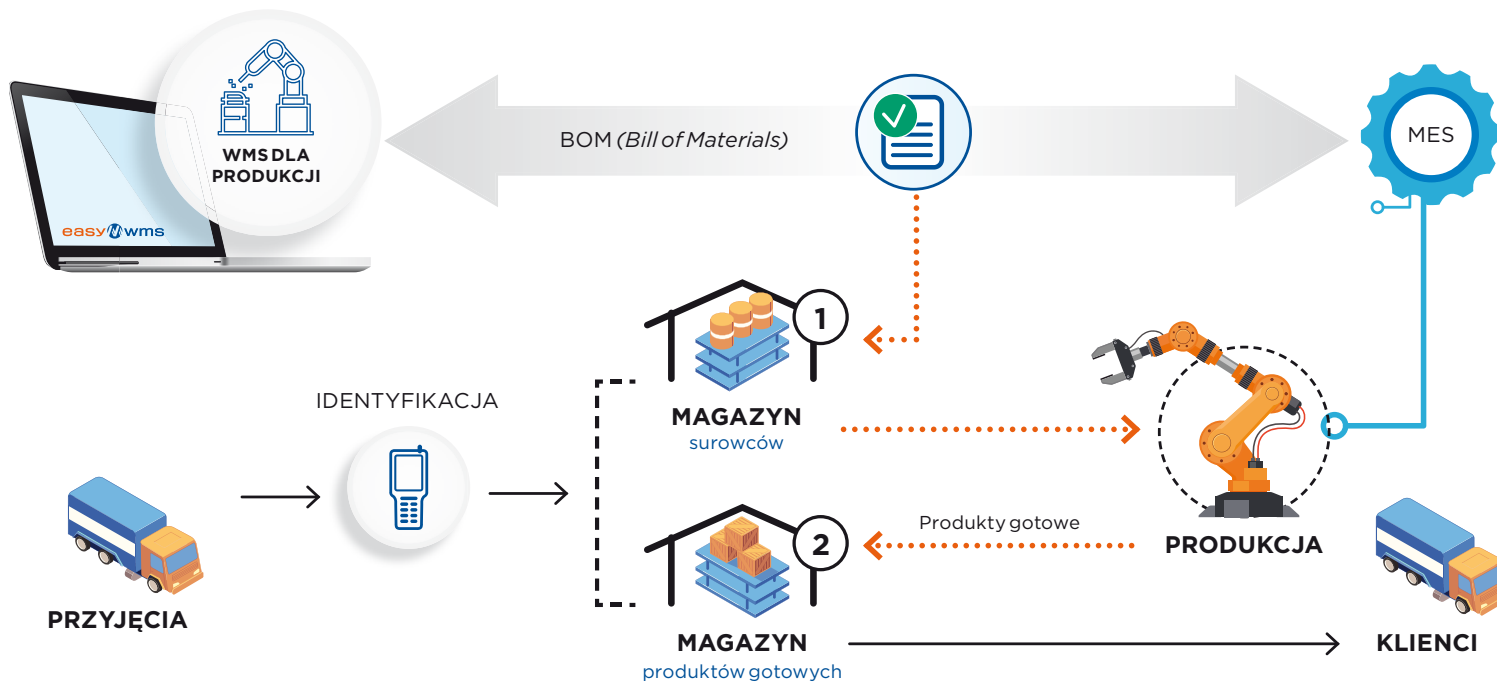 WMS DLA
PRODUKCJI
easy wms
BOM (Bill of Materials)
MES
1
MAGAZYN
surowców
IDENTYFIKACJA
PRZYJĘCIA
2
MAGAZYN
produktów gotowych
Produkty gotowe
PRODUKCJA
KLIENCI